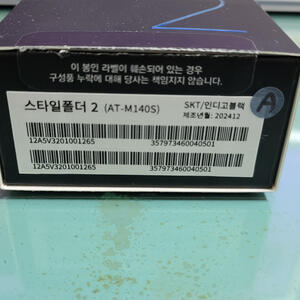 이 봉인 라벨이 훼손되어 있는 경우
구성품 누락에 대해 당사는 책임지지 않습니다.
스타일폴더 2 (AT-M140S) SKT/인디고블랙
제조년월: 202412
A
12A5V3201001265 357973460040501
12A5V3201001265 357973460040501